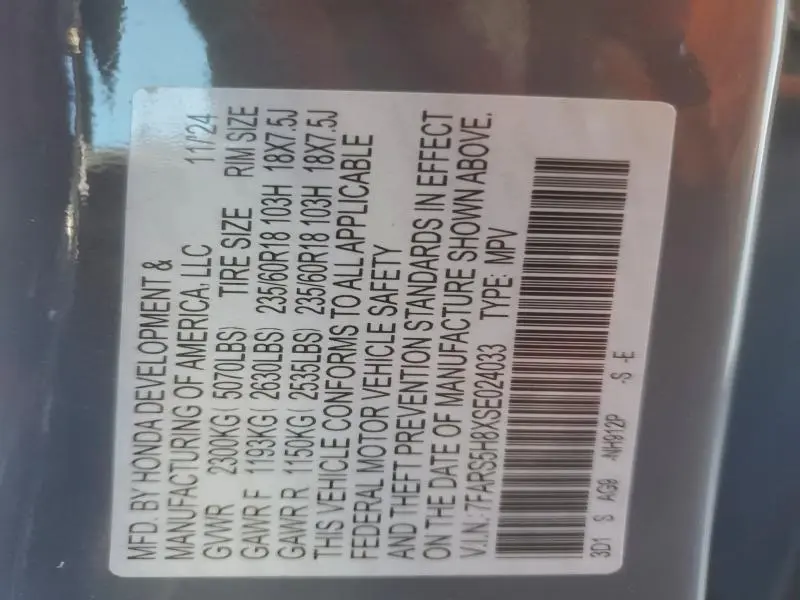 MFD. BY HONDA DEVELOPMENT &
MANUFACTURING OF AMERICA, LLC 11/'24
GVWR 2300KG ( 5070LBS) TIRE SIZE RIM SIZE
GAWR F 1193KG ( 2630LBS) 235/60R18 103H 18X7.5J
GAWR R 1150KG ( 2535LBS) 235/60R18 103H 18X7.5J
THIS VEHICLE CONFORMS TO ALL APPLICABLE
FEDERAL MOTOR VEHICLE SAFETY
AND THEFT PREVENTION STANDARDS IN EFFECT
ON THE DATE OF MANUFACTURE SHOWN ABOVE.
V.I.N.: 7FARS5H8XSE024033 TYPE: MPV
3D1 S AG9 -NH912P -S -E